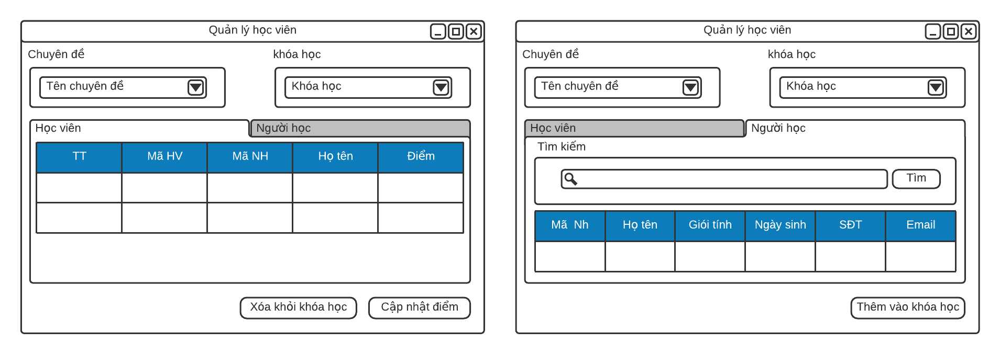 Quản lý học viên
Chuyên đề
khóa học
Tên chuyên đề
Khóa học
Học viên
Người học
TT
Mã HV
Mã NH
Họ tên
Điểm
Xóa khỏi khóa học
Cập nhật điểm
Quản lý học viên
Chuyên đề
khóa học
Tên chuyên đề
Khóa học
Học viên
Người học
Tìm kiếm
Tìm
Mã Nh
Họ tên
Giói tính
Ngày sinh
SĐT
Email
Thêm vào khóa học